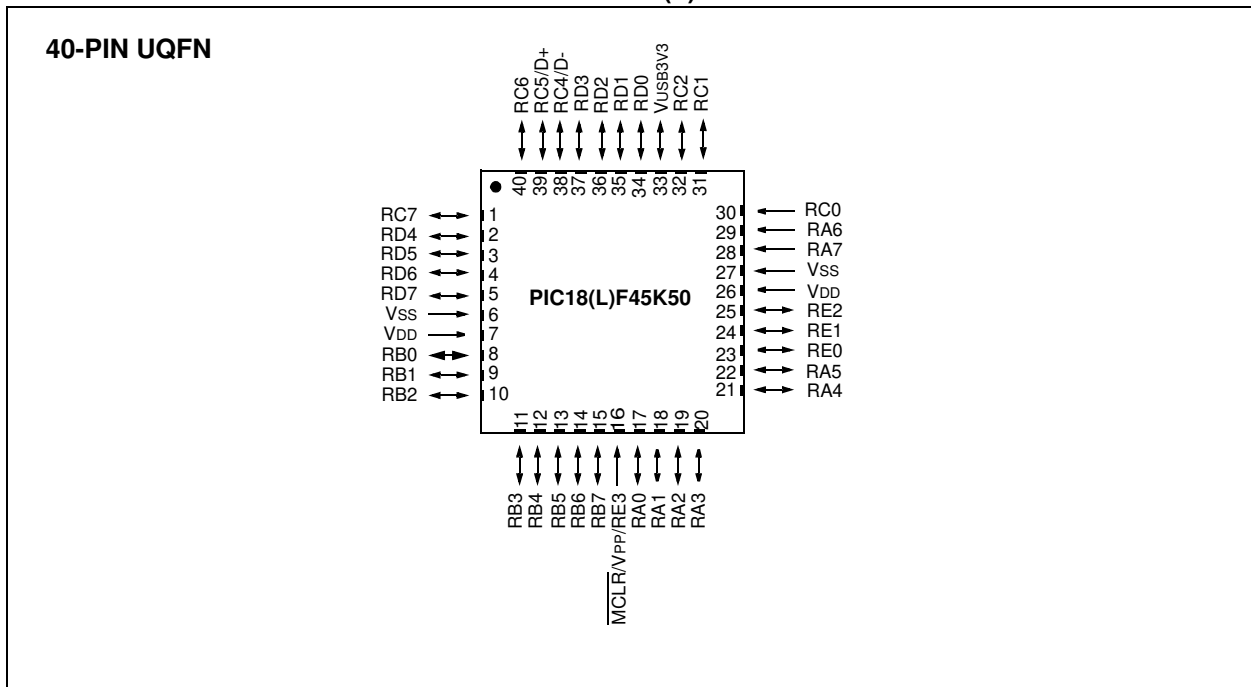 40-PIN UQFN
RC6
RC5/D+
RC4/D-
RD3
RD2
RD1
RD0
VUSB3V3
RC2
RC1
40
39
38
37
36
35
34
33
32
31
RC7 1
RD4 2
RD5 3
RD6 4
RD7 5
VSS 6
VDD 7
RB0 8
RB1 9
RB2 10
PIC18(L)F45K50
30 RC0
29 RA6
28 RA7
27 VSS
26 VDD
25 RE2
24 RE1
23 RE0
22 RA5
21 RA4
11
12
13
14
15
16
17
18
19
20
RB3
RB4
RB5
RB6
RB7
MCLR/VPP/RE3
RA0
RA1
RA2
RA3